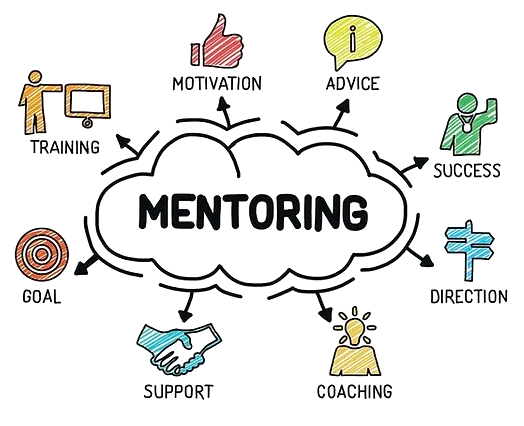 MOTIVATION
ADVICE
TRAINING
SUCCESS
MENTORING
GOAL
DIRECTION
SUPPORT
COACHING
i